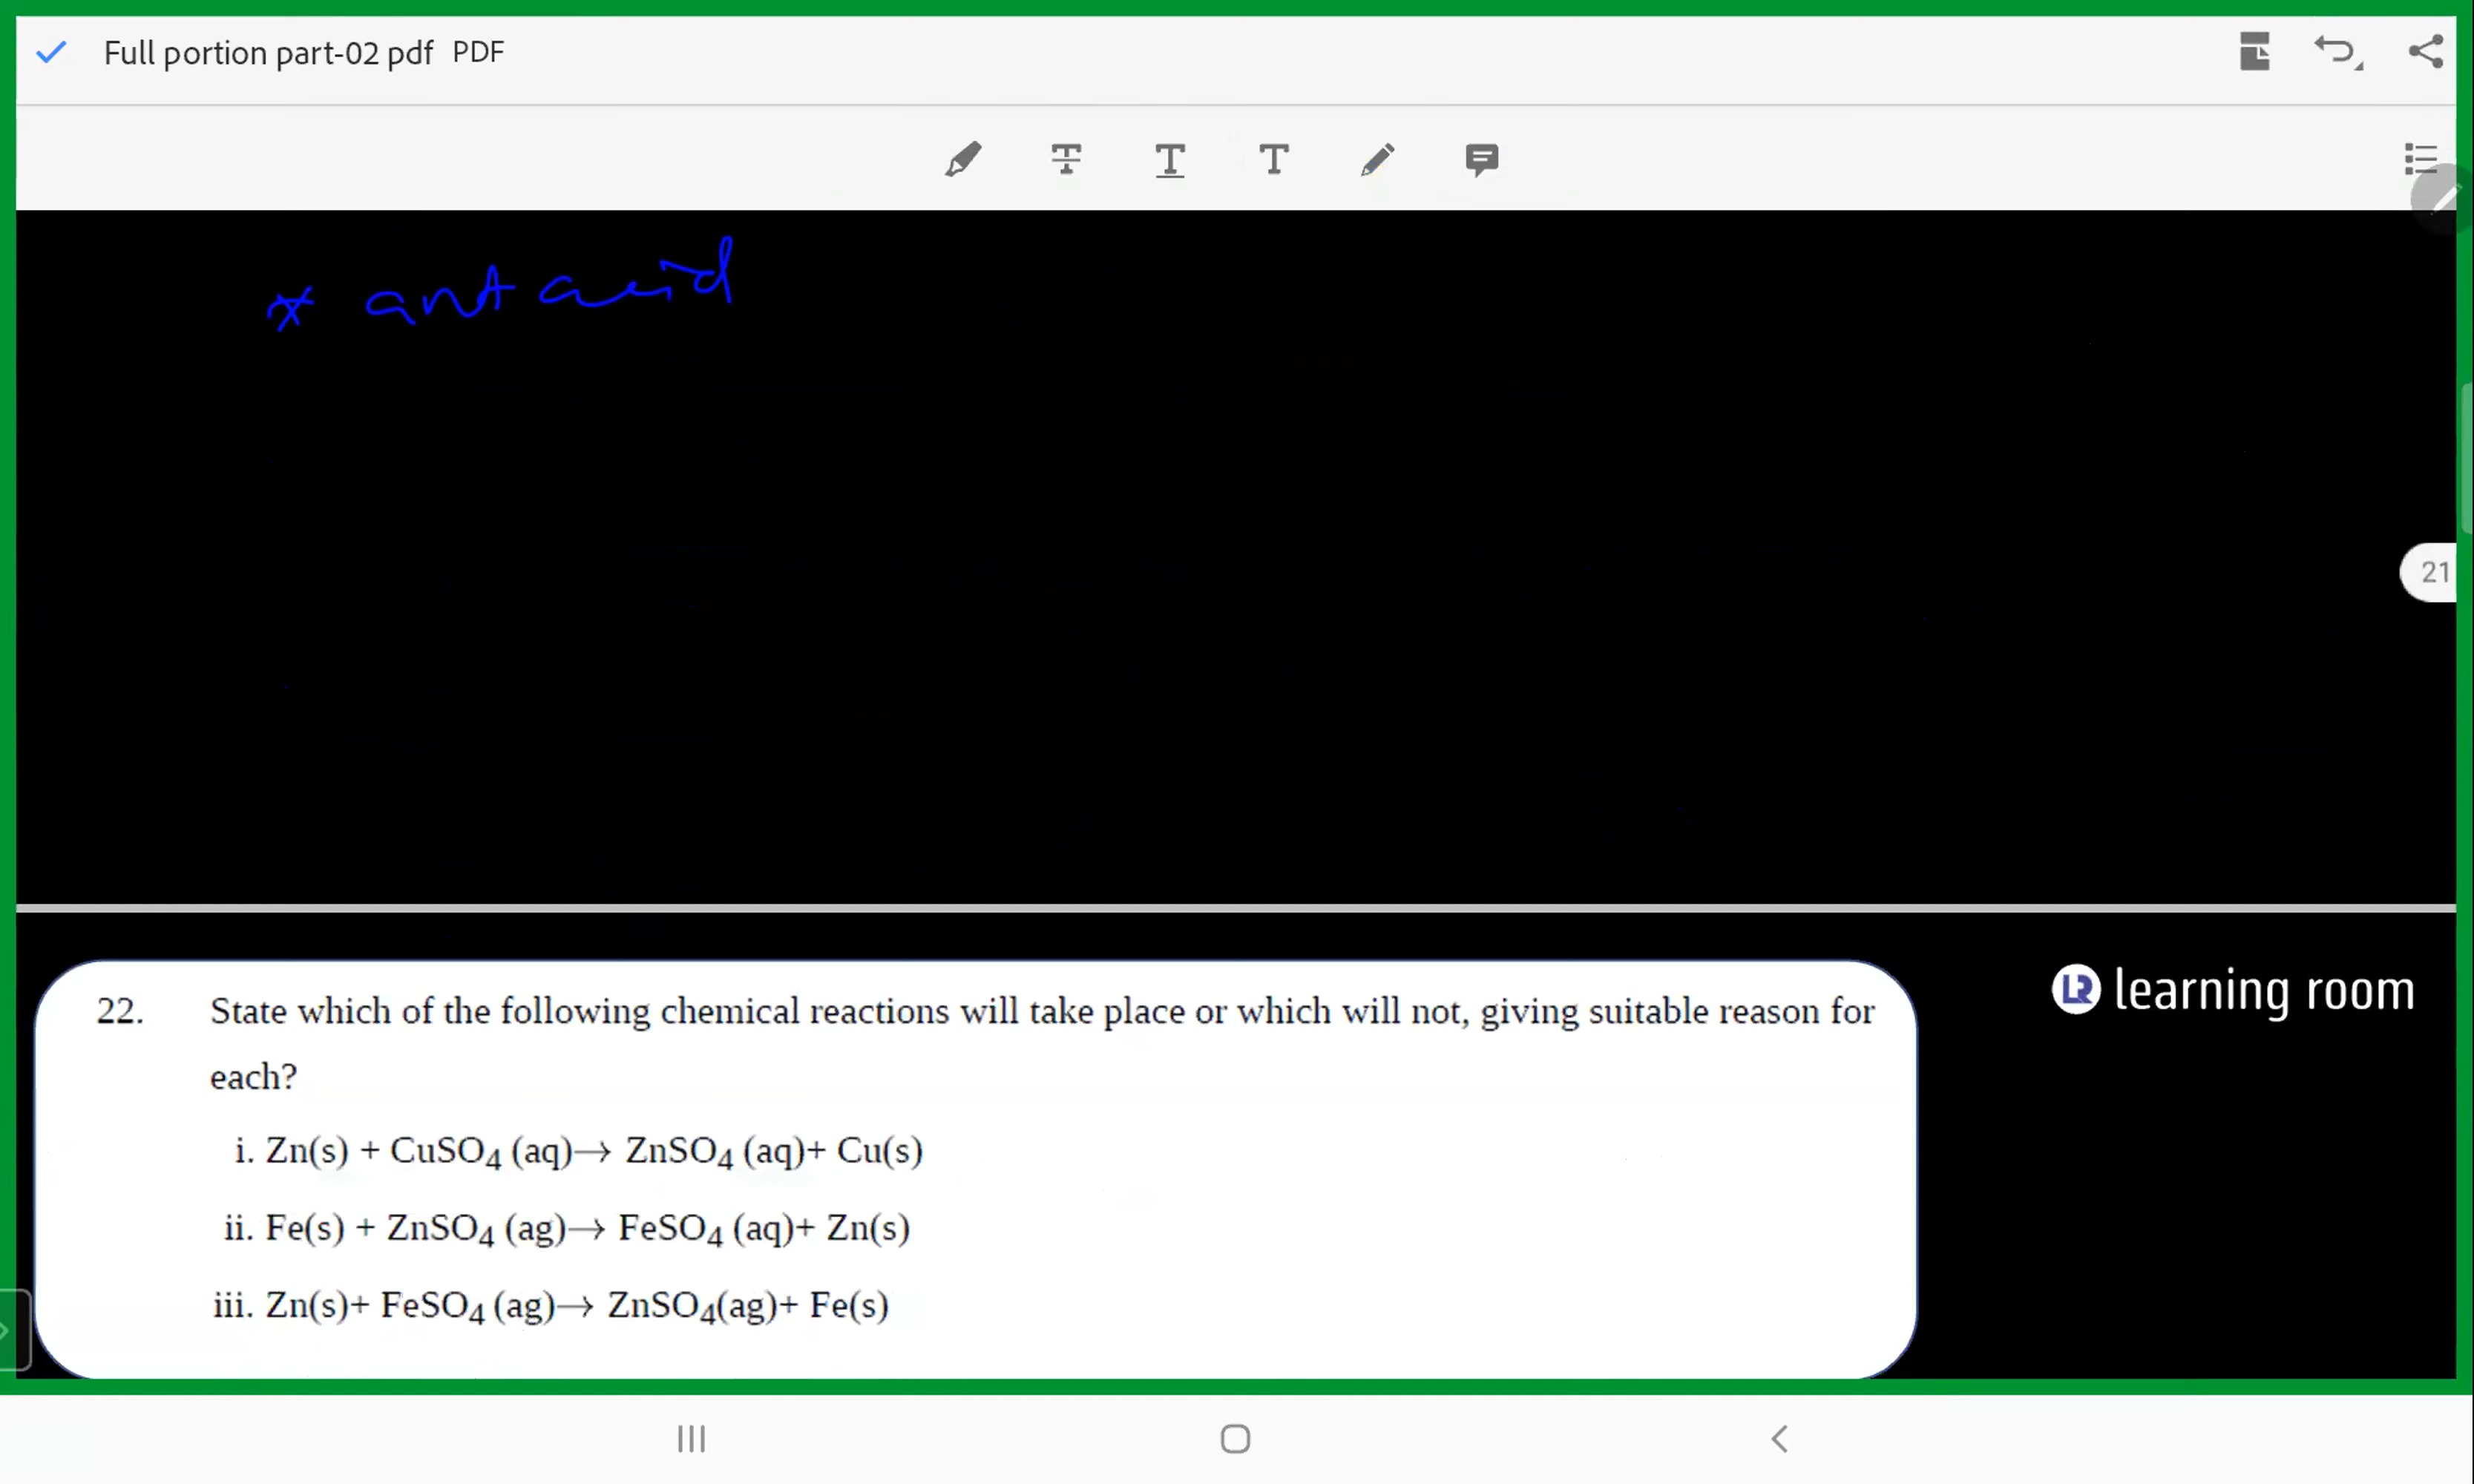 Full portion part-02 pdf PDF
* antacid
21
LR learning room
22. State which of the following chemical reactions will take place or which will not, giving suitable reason for
each?
i. Zn(s) + CuSO₄ (aq)→ ZnSO₄ (aq)+ Cu(s)
ii. Fe(s) + ZnSO₄ (ag)→ FeSO₄ (aq)+ Zn(s)
iii. Zn(s)+ FeSO₄ (ag)→ ZnSO₄(ag)+ Fe(s)